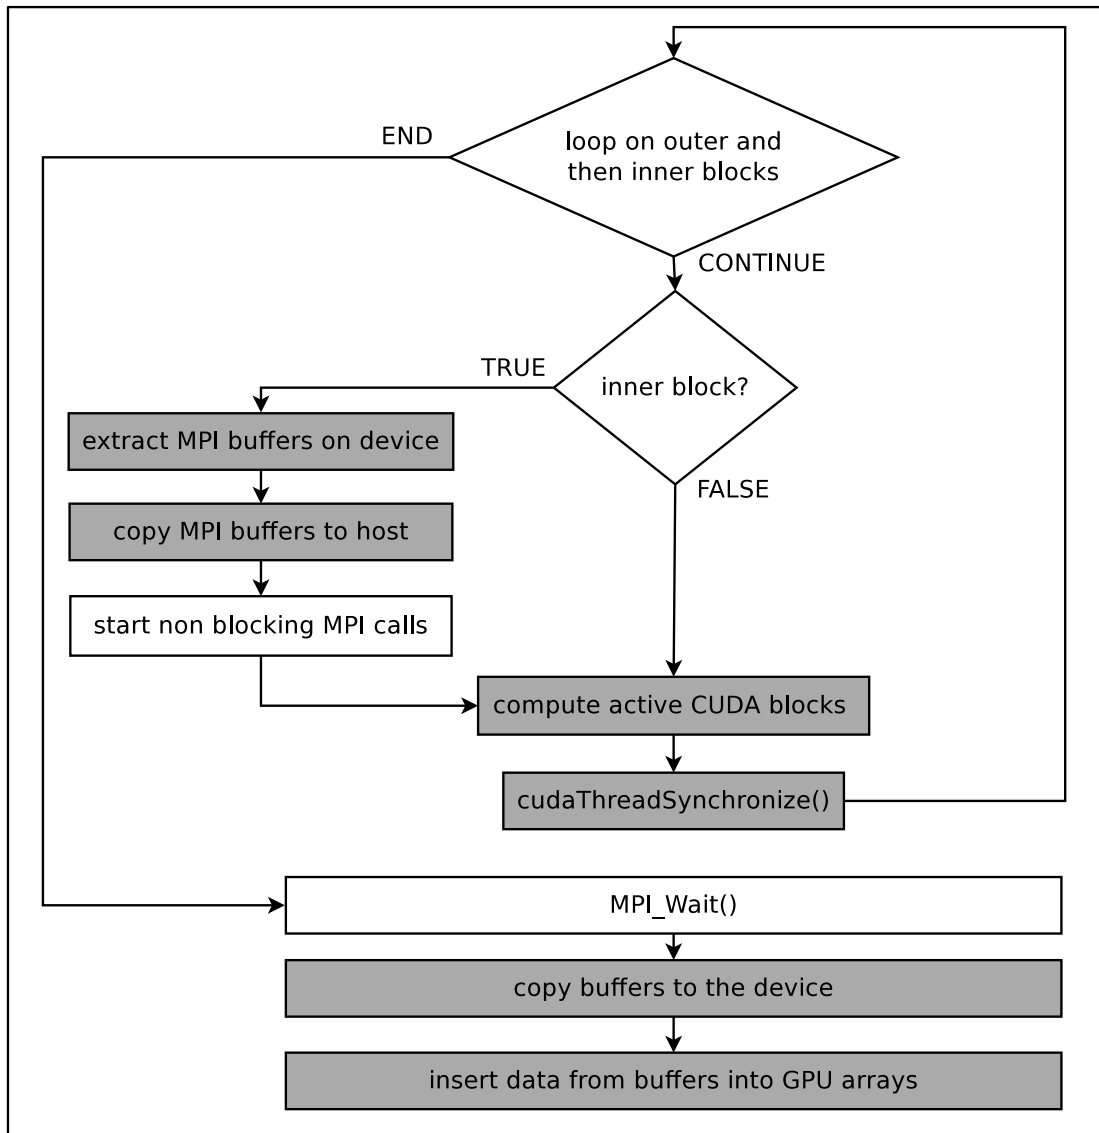 loop on outer and
then inner blocks
END
CONTINUE
inner block?
TRUE
FALSE
extract MPI buffers on device
copy MPI buffers to host
start non blocking MPI calls
compute active CUDA blocks
cudaThreadSynchronize()
MPI_Wait()
copy buffers to the device
insert data from buffers into GPU arrays